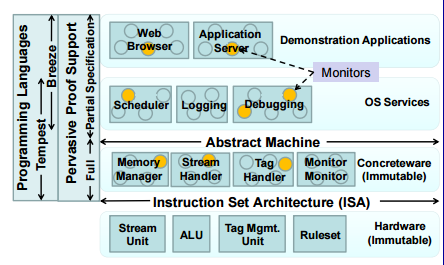 Programming Languages
Breeze
Tempest
Pervasive Proof Support
Partial Specification
Full
Web
Browser
Application
Server
Demonstration Applications
Monitors
Scheduler
Logging
Debugging
OS Services
Abstract Machine
Memory
Manager
Stream
Handler
Tag
Handler
Monitor
Monitor
Concreteware
(Immutable)
Instruction Set Architecture (ISA)
Stream
Unit
ALU
Tag Mgmt.
Unit
Ruleset
Hardware
(Immutable)